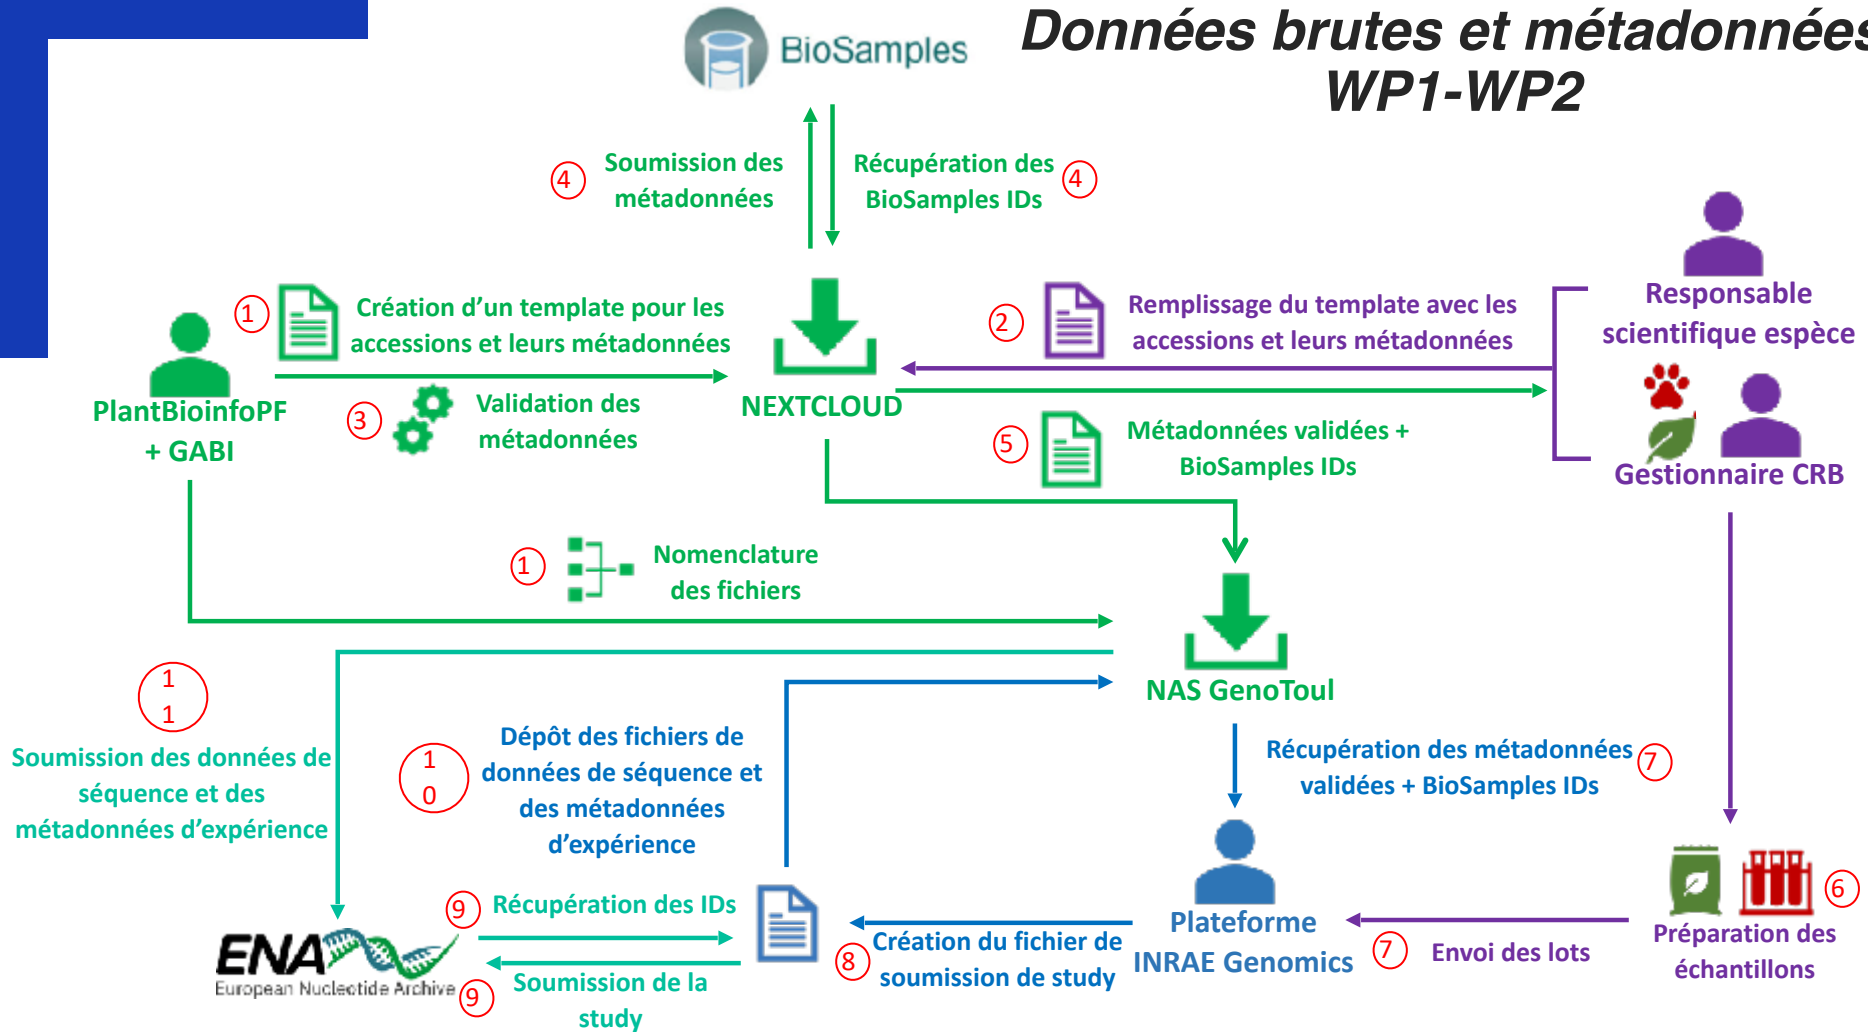 Données brutes et métadonnées
WP1-WP2
BioSamples
4
Soumission des
métadonnées
Récupération des
BioSamples IDs
4
1
Création d’un template pour les
accessions et leurs métadonnées
2
Remplissage du template avec les
accessions et leurs métadonnées
Responsable
scientifique espèce
PlantBioinfoPF
+ GABI
3
Validation des
métadonnées
NEXTCLOUD
5
Métadonnées validées +
BioSamples IDs
Gestionnaire CRB
1
Nomenclature
des fichiers
NAS GenoToul
1
1
Soumission des données de
séquence et des
métadonnées d'expérience
1
0
Dépôt des fichiers de
données de séquence et
des métadonnées
d’expérience
Récupération des métadonnées
validées + BioSamples IDs
7
ENA
European Nucleotide Archive
9
Récupération des IDs
9
Soumission de la
study
8
Création du fichier de
soumission de study
Plateforme
INRAE Genomics
7
Envoi des lots
6
Préparation des
échantillons